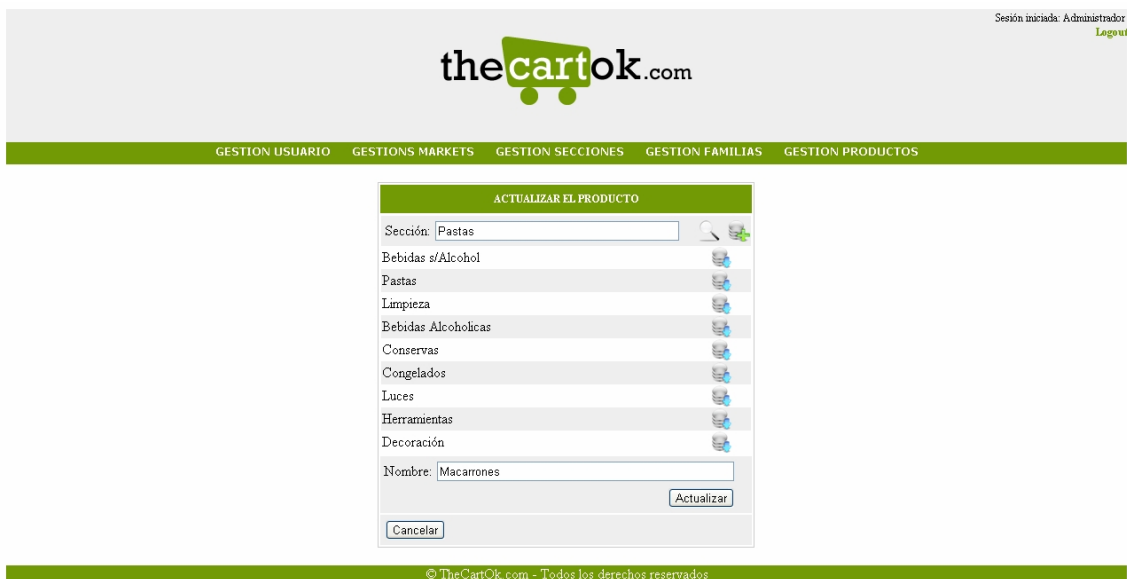 Sesión iniciada: Administrador
Logout
thecartok.com
GESTION USUARIO GESTIONS MARKETS GESTION SECCIONES GESTION FAMILIAS GESTION PRODUCTOS
ACTUALIZAR EL PRODUCTO
Sección: Pastas
Bebidas s/Alcohol
Pastas
Limpieza
Bebidas Alcoholicas
Conservas
Congelados
Luces
Herramientas
Decoración
Nombre: Macarrones
Actualizar
Cancelar
© TheCartOk.com - Todos los derechos reservados